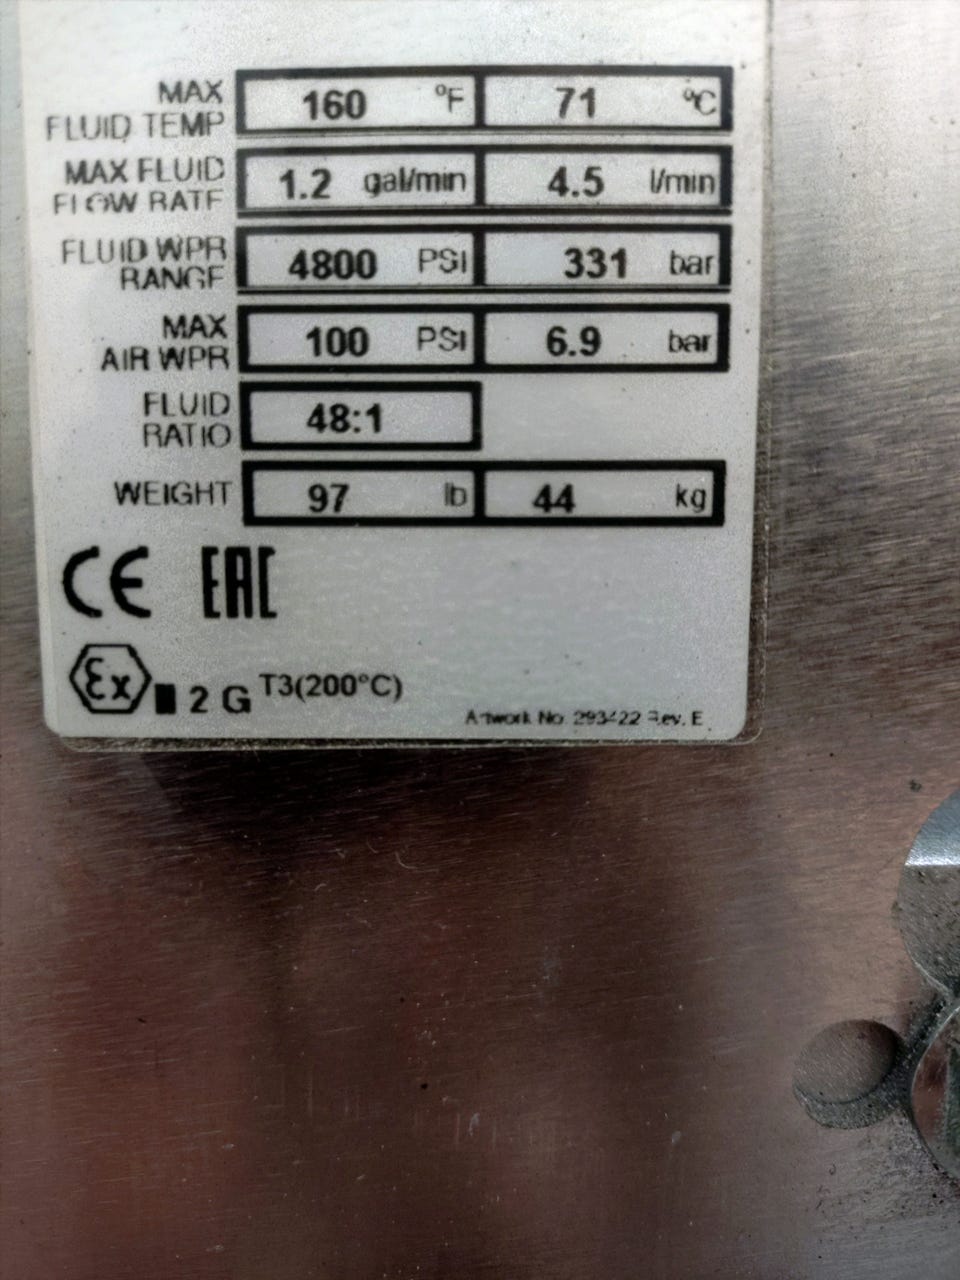 MAX FLUID TEMP 160 °F 71 °C
MAX FLUID FLOW RATE 1.2 gal/min 4.5 l/min
FLUID WPR RANGE 4800 PSI 331 bar
MAX AIR WPR 100 PSI 6.9 bar
FLUID RATIO 48:1
WEIGHT 97 lb 44 kg
CE EAC
Ex 2 G T3(200°C)
Artwork No. 293422 Rev. E